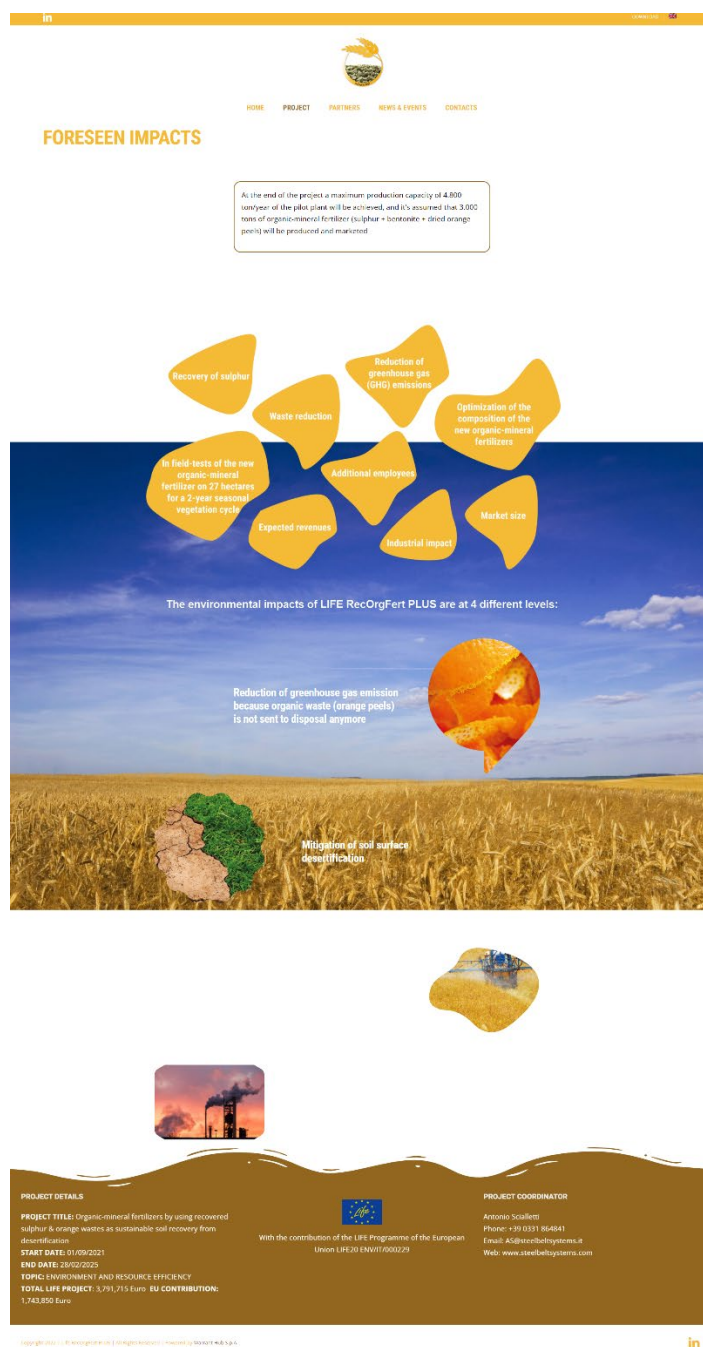 in
DOWNLOAD
HOME PROJECT PARTNERS NEWS & EVENTS CONTACTS
FORESEEN IMPACTS
At the end of the project a maximum production capacity of 4.800
ton/year of the pilot plant will be achieved, and it's assumed that 3.000
tons of organic-mineral fertilizer (sulphur + bentonite + dried orange
peels) will be produced and marketed
Recovery of sulphur
Reduction of
greenhouse gas
(GHG) emissions
Waste reduction
Optimization of the
composition of the
new organic-mineral
fertilizers
In field-tests of the new
organic-mineral
fertilizer on 27 hectares
for a 2-year seasonal
vegetation cycle
Additional employees
Expected revenues
Market size
Industrial impact
The environmental impacts of LIFE RecOrgFert PLUS are at 4 different levels:
Reduction of greenhouse gas emission
because organic waste (orange peels)
is not sent to disposal anymore
Mitigation of soil surface
desertification
PROJECT DETAILS
PROJECT TITLE: Organic-mineral fertilizers by using recovered
sulphur & orange wastes as sustainable soil recovery from
desertification
START DATE: 01/09/2021
END DATE: 28/02/2025
TOPIC: ENVIRONMENT AND RESOURCE EFFICIENCY
TOTAL LIFE PROJECT: 3,791,715 Euro EU CONTRIBUTION:
1,743,850 Euro
Life
With the contribution of the LIFE Programme of the European
Union LIFE20 ENV/IT/000229
PROJECT COORDINATOR
Antonio Scialletti
Phone: +39 0331 864841
Email: AS@steelbeltsystems.it
Web: www.steelbeltsystems.com
in